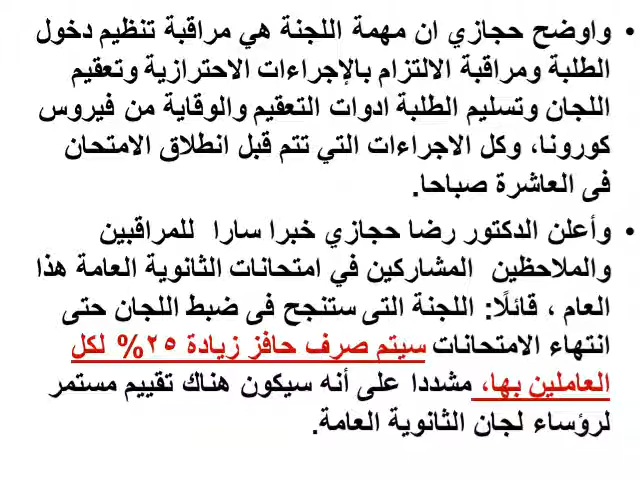 • واوضح حجازي ان مهمة اللجنة هي مراقبة تنظيم دخول
الطلبة ومراقبة الالتزام بالإجراءات الاحترازية وتعقيم
اللجان وتسليم الطلبة ادوات التعقيم والوقاية من فيروس
كورونا، وكل الاجراءات التي تتم قبل انطلاق الامتحان
فى العاشرة صباحا.
• وأعلن الدكتور رضا حجازي خبرا سارا للمراقبين
والملاحظين المشاركين في امتحانات الثانوية العامة هذا
العام ، قائلًا: اللجنة التى ستنجح فى ضبط اللجان حتى
انتهاء الامتحانات سيتم صرف حافز زيادة ٢٥% لكل
العاملين بها، مشددا على أنه سيكون هناك تقييم مستمر
لرؤساء لجان الثانوية العامة.